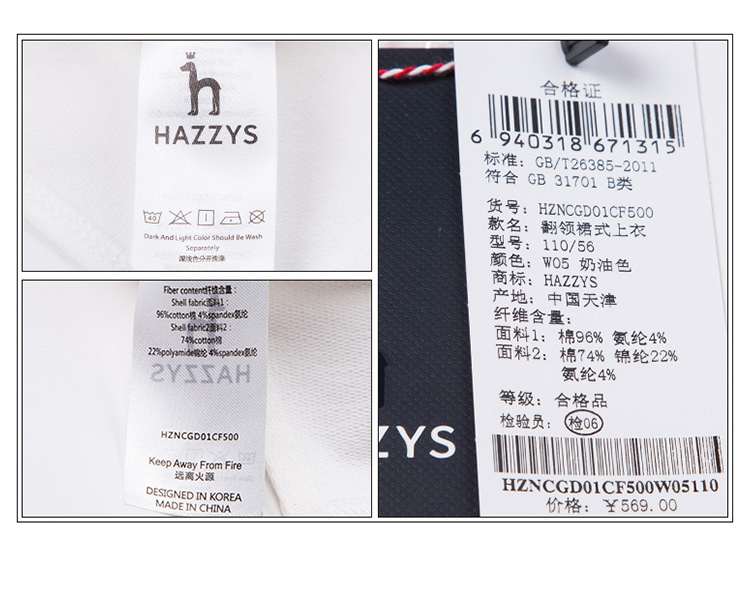 HAZZYS
40
Dark And Light Color Should Be Wash
Separately
深浅色分开洗涤
Fiber content纤维含量:
Shell fabric面料1:
96%cotton棉 4%spandex氨纶
Shell fabric2面料2:
74%cotton棉
22%polyamide锦纶 4%spandex氨纶
HAZZYS
HZNCGD01CF500
Keep Away From Fire
远离火源
DESIGNED IN KOREA
MADE IN CHINA
ZYS
合格证
6 940318 671315
标准: GB/T26385-2011
符合 GB 31701 B类
货号: HZNCGD01CF500
款名: 翻领裙式上衣
型号: 110/56
颜色: W05 奶油色
商标: HAZZYS
产地: 中国天津
纤维含量:
面料1: 棉96% 氨纶4%
面料2: 棉74% 锦纶22%
氨纶4%
等级: 合格品
检验员: 检06
HZNCGD01CF500W05110
价格: ¥569.00